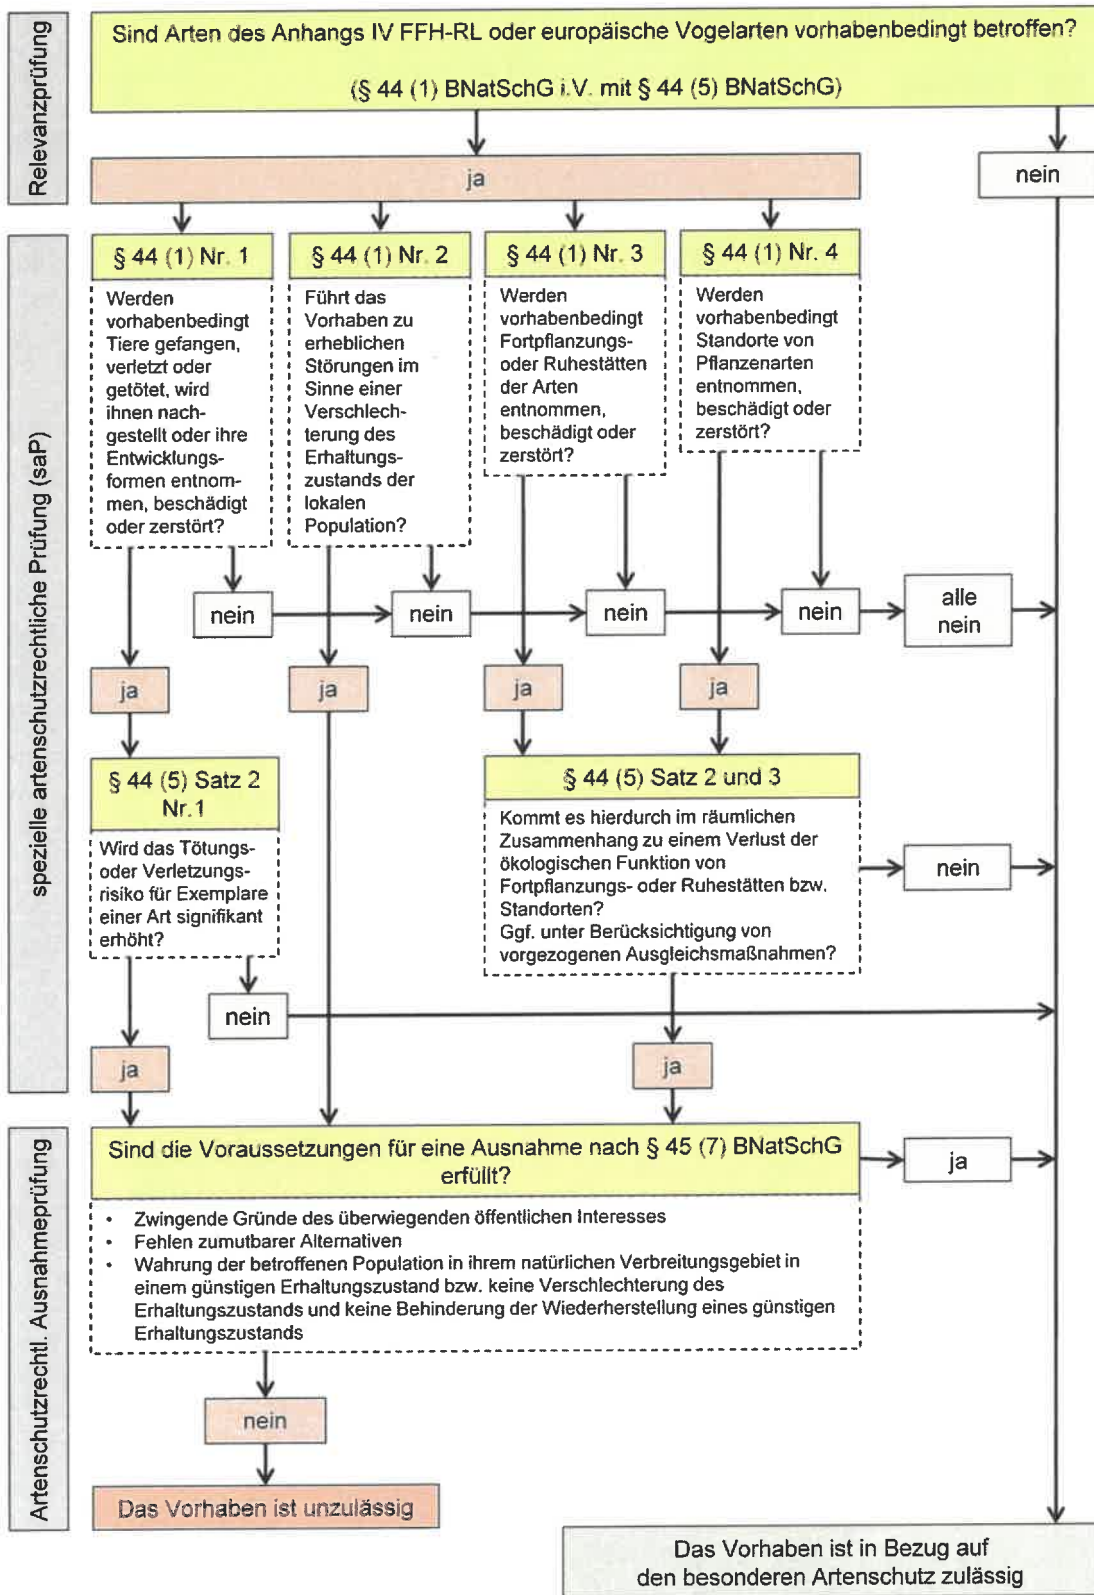 Relevanzprüfung
Sind Arten des Anhangs IV FFH-RL oder europäische Vogelarten vorhabenbedingt betroffen?
(§ 44 (1) BNatSchG i.V. mit § 44 (5) BNatSchG)
ja
nein
spezielle artenschutzrechtliche Prüfung (saP)
§ 44 (1) Nr. 1
Werden
vorhabenbedingt
Tiere gefangen,
verletzt oder
getötet, wird
ihnen nach-
gestellt oder ihre
Entwicklungs-
formen entnom-
men, beschädigt
oder zerstört?
§ 44 (1) Nr. 2
Führt das
Vorhaben zu
erheblichen
Störungen im
Sinne einer
Verschlech-
terung des
Erhaltungs-
zustands der
lokalen
Population?
§ 44 (1) Nr. 3
Werden
vorhabenbedingt
Fortpflanzungs-
oder Ruhestätten
der Arten
entnommen,
beschädigt oder
zerstört?
§ 44 (1) Nr. 4
Werden
vorhabenbedingt
Standorte von
Pflanzenarten
entnommen,
beschädigt oder
zerstört?
nein
nein
nein
nein
alle
nein
ja
ja
ja
ja
§ 44 (5) Satz 2
Nr.1
Wird das Tötungs-
oder Verletzungs-
risiko für Exemplare
einer Art signifikant
erhöht?
§ 44 (5) Satz 2 und 3
Kommt es hierdurch im räumlichen
Zusammenhang zu einem Verlust der
ökologischen Funktion von
Fortpflanzungs- oder Ruhestätten bzw.
Standorten?
Ggf. unter Berücksichtigung von
vorgezogenen Ausgleichsmaßnahmen?
nein
nein
ja
ja
Artenschutzrechtl. Ausnahmeprüfung
Sind die Voraussetzungen für eine Ausnahme nach § 45 (7) BNatSchG
erfüllt?
• Zwingende Gründe des überwiegenden öffentlichen Interesses
• Fehlen zumutbarer Alternativen
• Wahrung der betroffenen Population in ihrem natürlichen Verbreitungsgebiet in
einem günstigen Erhaltungszustand bzw. keine Verschlechterung des
Erhaltungszustands und keine Behinderung der Wiederherstellung eines günstigen
Erhaltungszustands
ja
nein
Das Vorhaben ist unzulässig
Das Vorhaben ist in Bezug auf
den besonderen Artenschutz zulässig